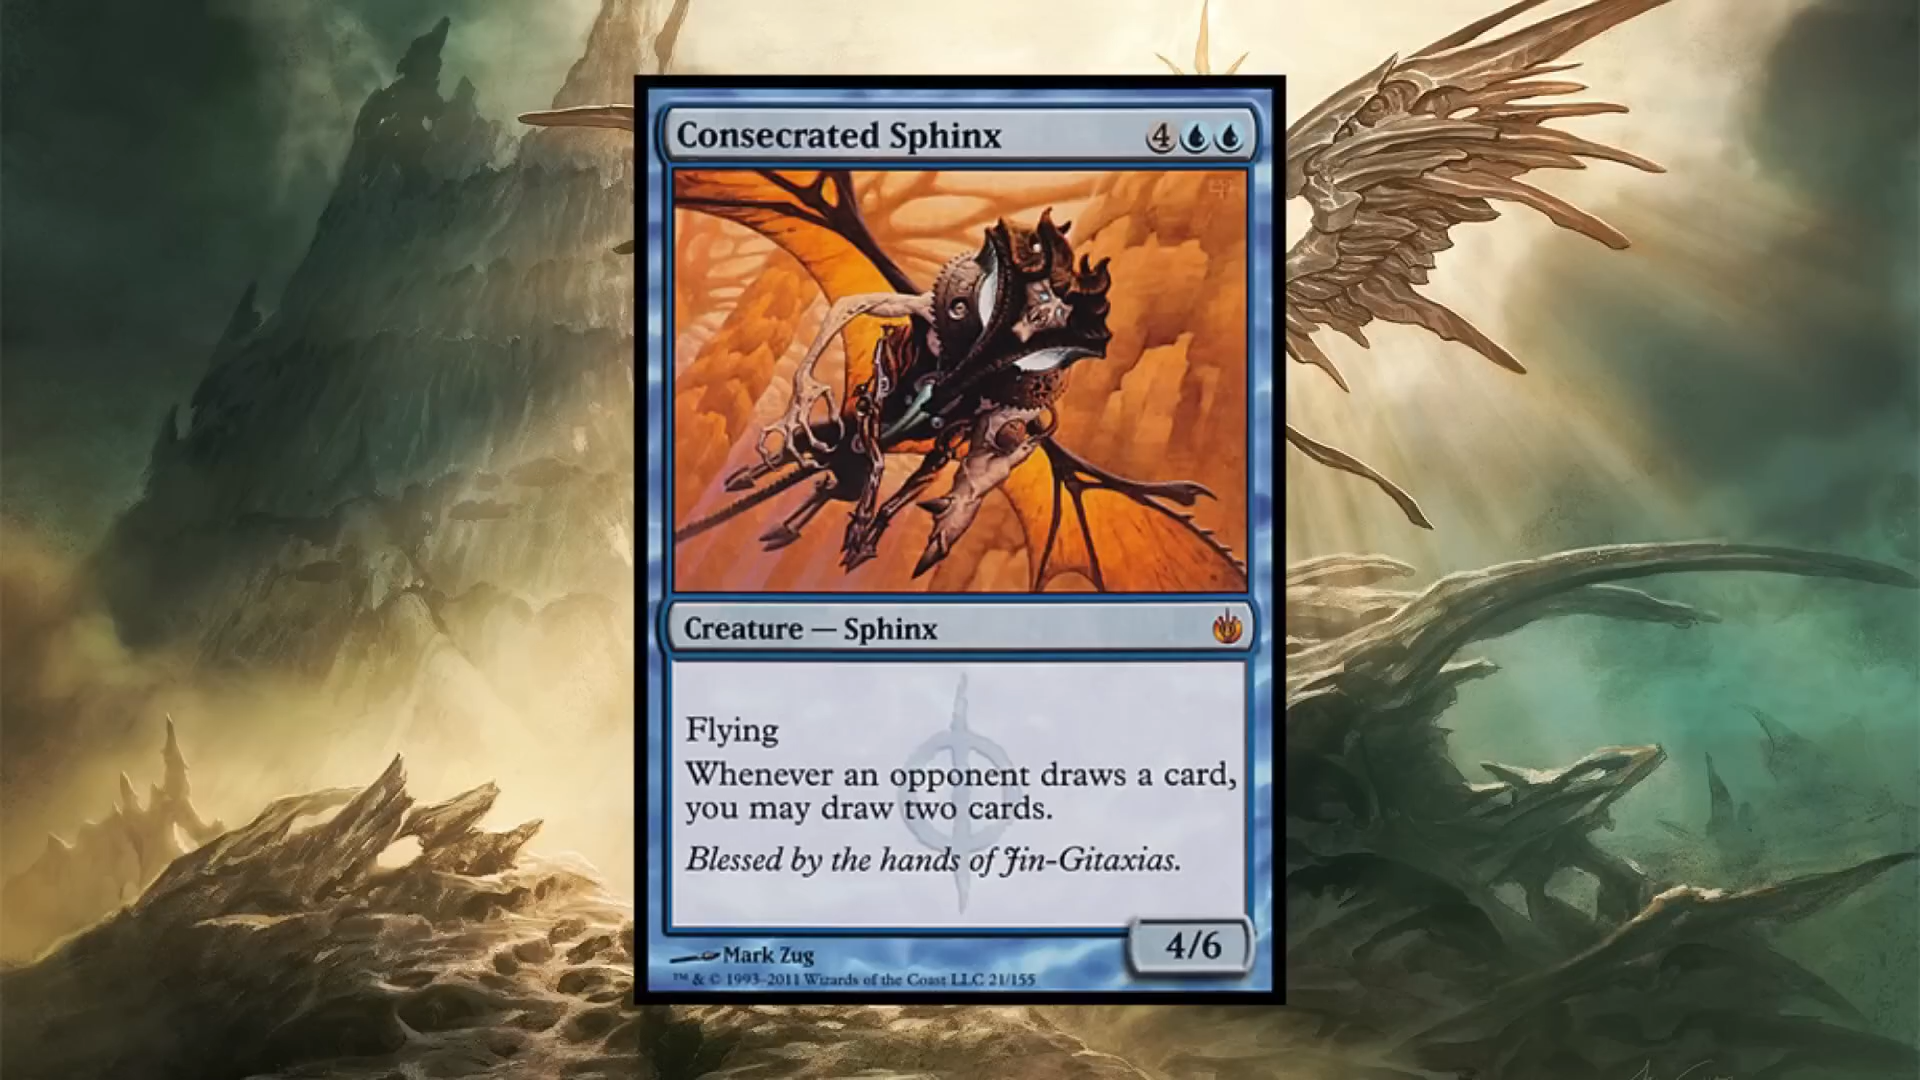 Consecrated Sphinx
4
Creature — Sphinx
Flying
Whenever an opponent draws a card,
you may draw two cards.
Blessed by the hands of Jin-Gitaxias.
4/6
Mark Zug
™ & © 1993–2011 Wizards of the Coast LLC 21/155